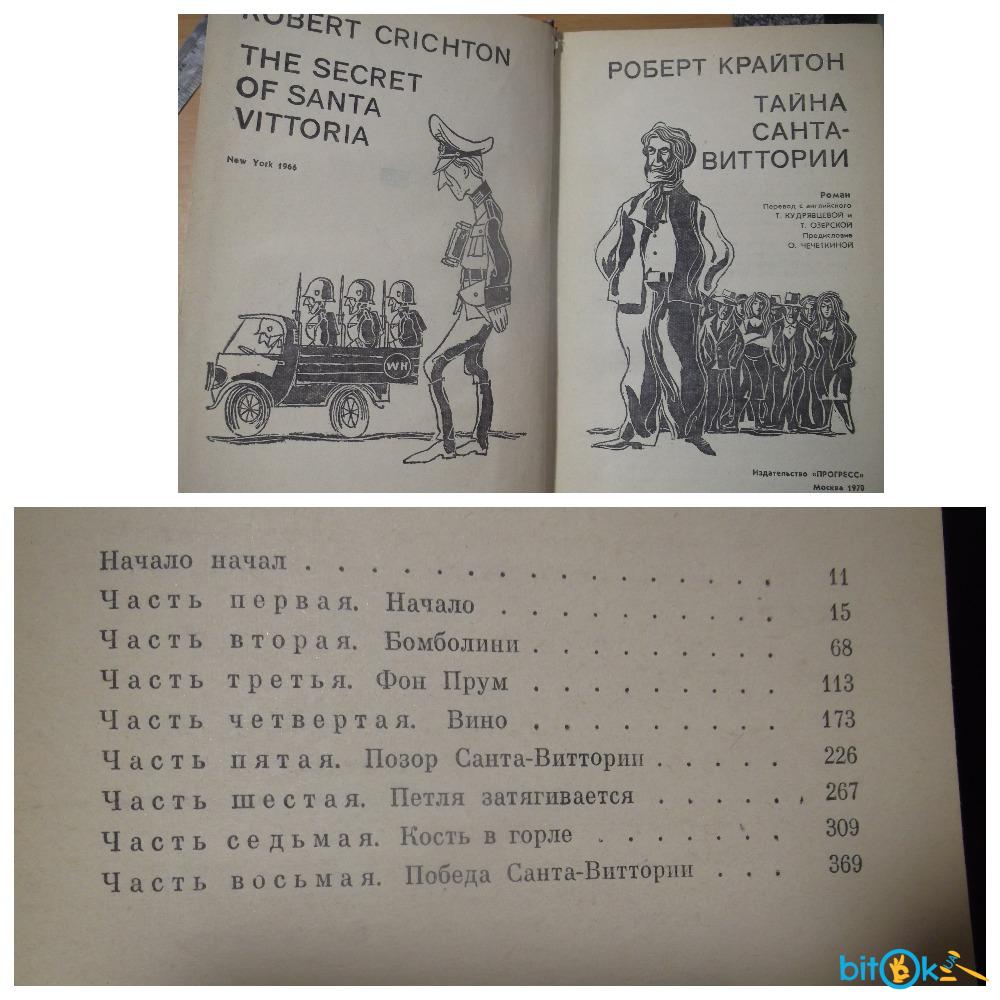 ROBERT CRICHTON
THE SECRET
OF SANTA
VITTORIA
New York 1966
WH
РОБЕРТ КРАЙТОН
ТАЙНА
САНТА-
ВИТТОРИИ
Роман
Перевод с английского
Т. КУДРЯВЦЕВОЙ и
Т. ОЗЕРСКОЙ
Предисловие
О. ЧЕЧЕТКИНОЙ
Издательство «ПРОГРЕСС»
Москва 1970
Начало начал . . . . . . . . . . . . . . . 11
Часть первая. Начало . . . . . . . . . 15
Часть вторая. Бомболини . . . . . . . . 68
Часть третья. Фон Прум . . . . . . . . 113
Часть четвертая. Вино . . . . . . . . 173
Часть пятая. Позор Санта-Виттории . . . . . 226
Часть шестая. Петля затягивается . . . . . . 267
Часть седьмая. Кость в горле . . . . . . . 309
Часть восьмая. Победа Санта-Виттории . . . 369
bitOk UA